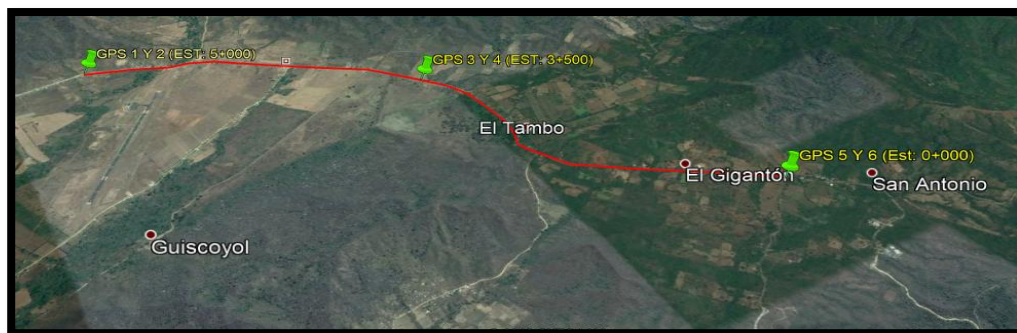 GPS 1 Y 2 (EST: 5+000)
GPS 3 Y 4 (EST: 3+500)
El Tambo
GPS 5 Y 6 (Est: 0+000)
El Gigantón
San Antonio
Guiscoyol